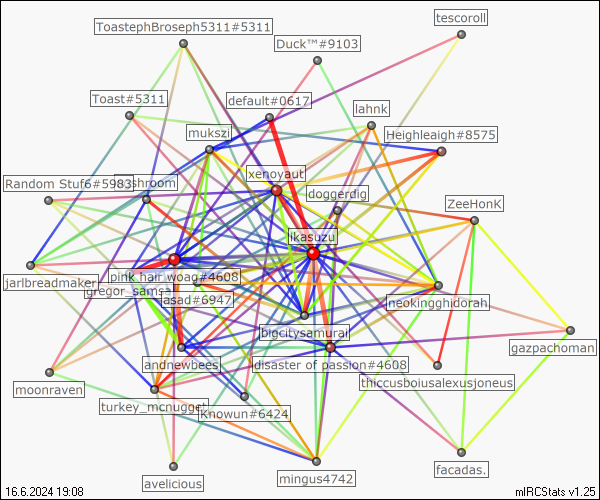 ToastephBroseph5311#5311
tescoroll
Duck™#9103
Toast#5311
default#0617
lahnk
mukszi
Heighleaigh#8575
xenoyaut
Random Stuf6#5983
shroom
doggerdig
ZeeHonK
ikasuzu
jarlbreadmaker
pink hair woag#4608
gregor_samsa
asad#6947
neokingghidorah
bigcitysamurai
gazpachoman
andnewbees
disaster of passion#4608
moonraven
thiccusboiusalexusjoneus
turkey_mcnugget
Knowun#6424
avelicious
mingus4742
facadas.
16.6.2024 19:08
mIRCStats v1.25